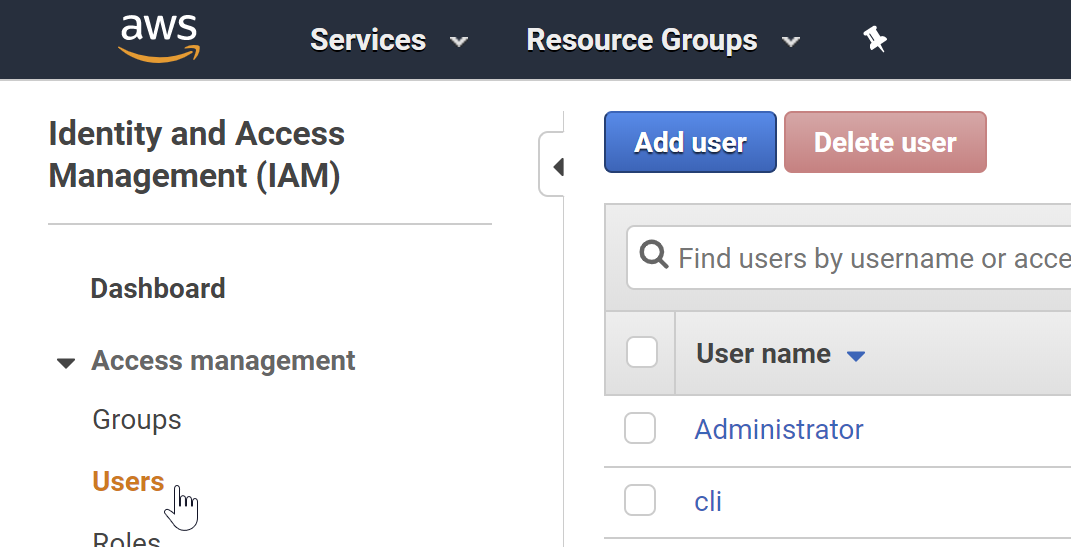 aws
Services
Resource Groups
Identity and Access
Management (IAM)
Dashboard
Access management
Groups
Users
Roles
Add user
Delete user
Find users by username or acce
User name
Administrator
cli